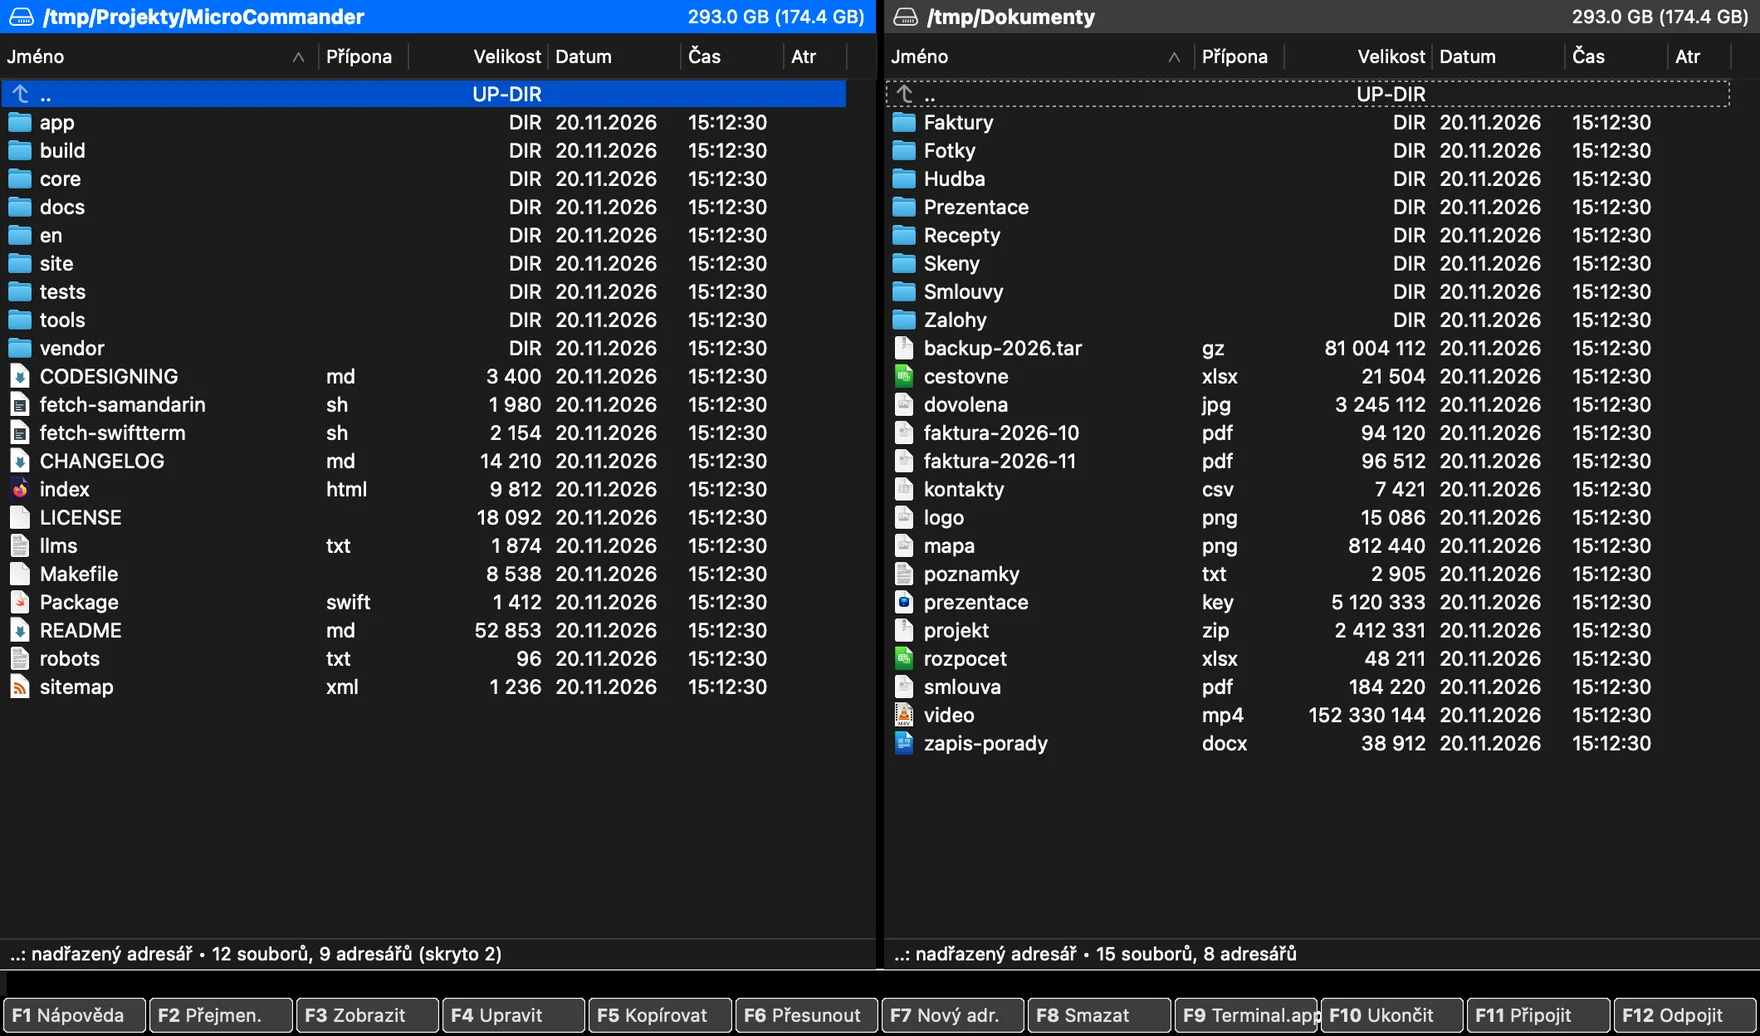 /tmp/Projekty/MicroCommander 293.0 GB (174.4 GB)
Jméno Přípona Velikost Datum Čas Atr
.. UP-DIR
app DIR 20.11.2026 15:12:30
build DIR 20.11.2026 15:12:30
core DIR 20.11.2026 15:12:30
docs DIR 20.11.2026 15:12:30
en DIR 20.11.2026 15:12:30
site DIR 20.11.2026 15:12:30
tests DIR 20.11.2026 15:12:30
tools DIR 20.11.2026 15:12:30
vendor DIR 20.11.2026 15:12:30
CODESIGNING md 3 400 20.11.2026 15:12:30
fetch-samandarin sh 1 980 20.11.2026 15:12:30
fetch-swiftterm sh 2 154 20.11.2026 15:12:30
CHANGELOG md 14 210 20.11.2026 15:12:30
index html 9 812 20.11.2026 15:12:30
LICENSE 18 092 20.11.2026 15:12:30
llms txt 1 874 20.11.2026 15:12:30
Makefile 8 538 20.11.2026 15:12:30
Package swift 1 412 20.11.2026 15:12:30
README md 52 853 20.11.2026 15:12:30
robots txt 96 20.11.2026 15:12:30
sitemap xml 1 236 20.11.2026 15:12:30
..: nadřazený adresář • 12 souborů, 9 adresářů (skryto 2)
/tmp/Dokumenty 293.0 GB (174.4 GB)
Jméno Přípona Velikost Datum Čas Atr
.. UP-DIR
Faktury DIR 20.11.2026 15:12:30
Fotky DIR 20.11.2026 15:12:30
Hudba DIR 20.11.2026 15:12:30
Prezentace DIR 20.11.2026 15:12:30
Recepty DIR 20.11.2026 15:12:30
Skeny DIR 20.11.2026 15:12:30
Smlouvy DIR 20.11.2026 15:12:30
Zalohy DIR 20.11.2026 15:12:30
backup-2026.tar gz 81 004 112 20.11.2026 15:12:30
cestovne xlsx 21 504 20.11.2026 15:12:30
dovolena jpg 3 245 112 20.11.2026 15:12:30
faktura-2026-10 pdf 94 120 20.11.2026 15:12:30
faktura-2026-11 pdf 96 512 20.11.2026 15:12:30
kontakty csv 7 421 20.11.2026 15:12:30
logo png 15 086 20.11.2026 15:12:30
mapa png 812 440 20.11.2026 15:12:30
poznamky txt 2 905 20.11.2026 15:12:30
prezentace key 5 120 333 20.11.2026 15:12:30
projekt zip 2 412 331 20.11.2026 15:12:30
rozpocet xlsx 48 211 20.11.2026 15:12:30
smlouva pdf 184 220 20.11.2026 15:12:30
video mp4 152 330 144 20.11.2026 15:12:30
zapis-porady docx 38 912 20.11.2026 15:12:30
..: nadřazený adresář • 15 souborů, 8 adresářů
F1 Nápověda F2 Přejmen. F3 Zobrazit F4 Upravit F5 Kopírovat F6 Přesunout F7 Nový adr. F8 Smazat F9 Terminal.app F10 Ukončit F11 Připojit F12 Odpojit